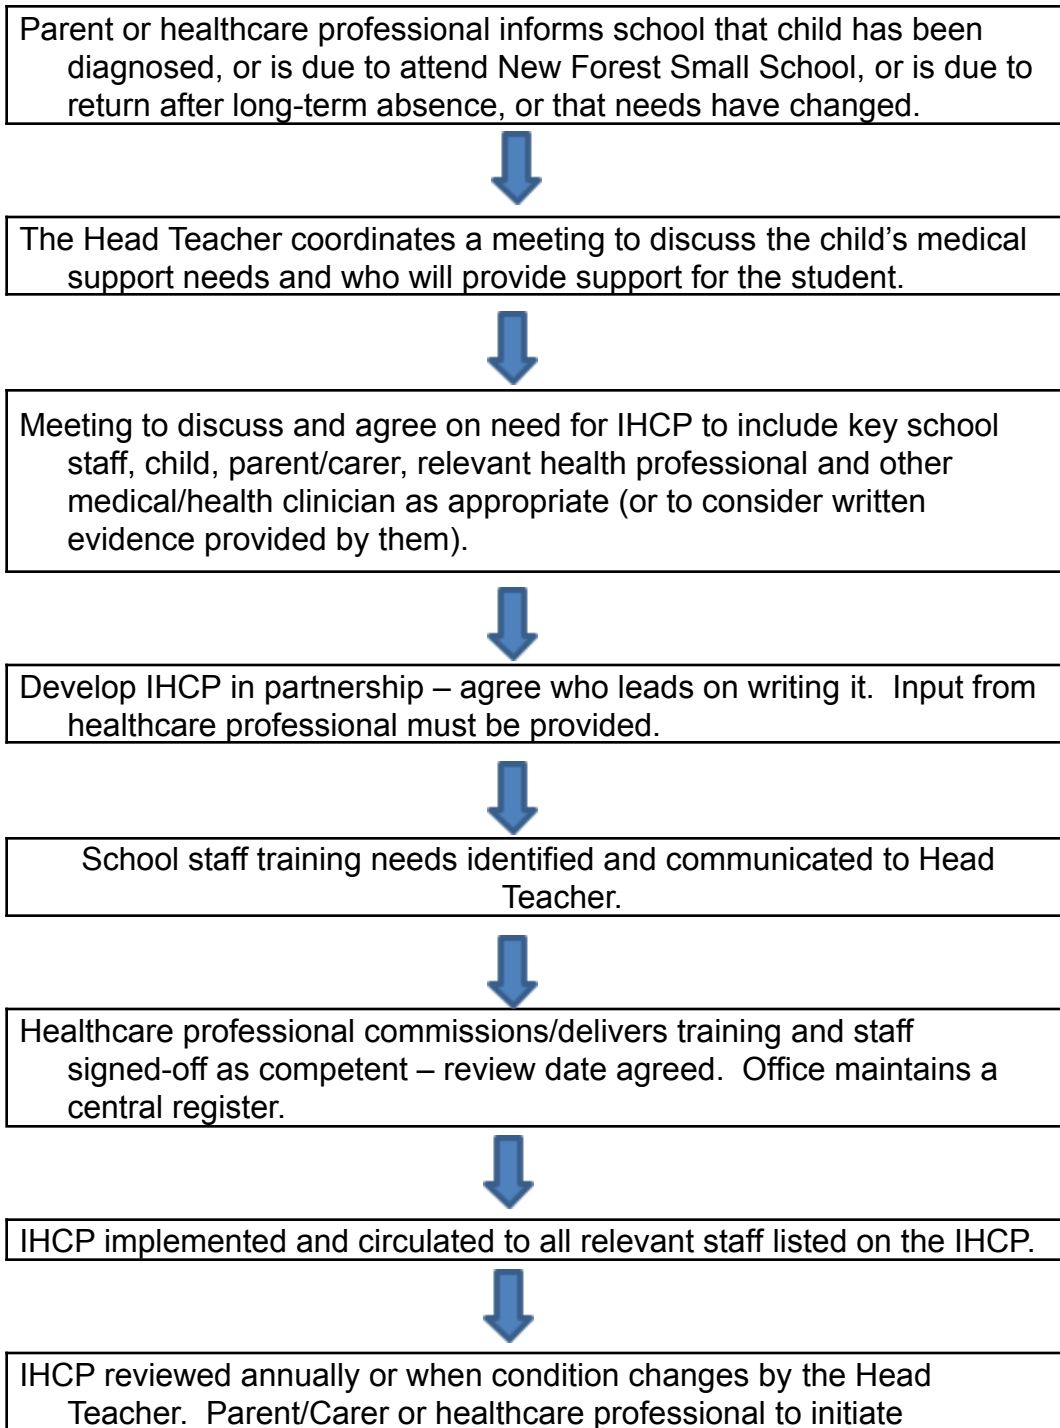 Parent or healthcare professional informs school that child has been
diagnosed, or is due to attend New Forest Small School, or is due to
return after long-term absence, or that needs have changed.
The Head Teacher coordinates a meeting to discuss the child’s medical
support needs and who will provide support for the student.
Meeting to discuss and agree on need for IHCP to include key school
staff, child, parent/carer, relevant health professional and other
medical/health clinician as appropriate (or to consider written
evidence provided by them).
Develop IHCP in partnership – agree who leads on writing it.  Input from
healthcare professional must be provided.
School staff training needs identified and communicated to Head
Teacher.
Healthcare professional commissions/delivers training and staff
signed-off as competent – review date agreed.  Office maintains a
central register.
IHCP implemented and circulated to all relevant staff listed on the IHCP.
IHCP reviewed annually or when condition changes by the Head
Teacher.  Parent/Carer or healthcare professional to initiate